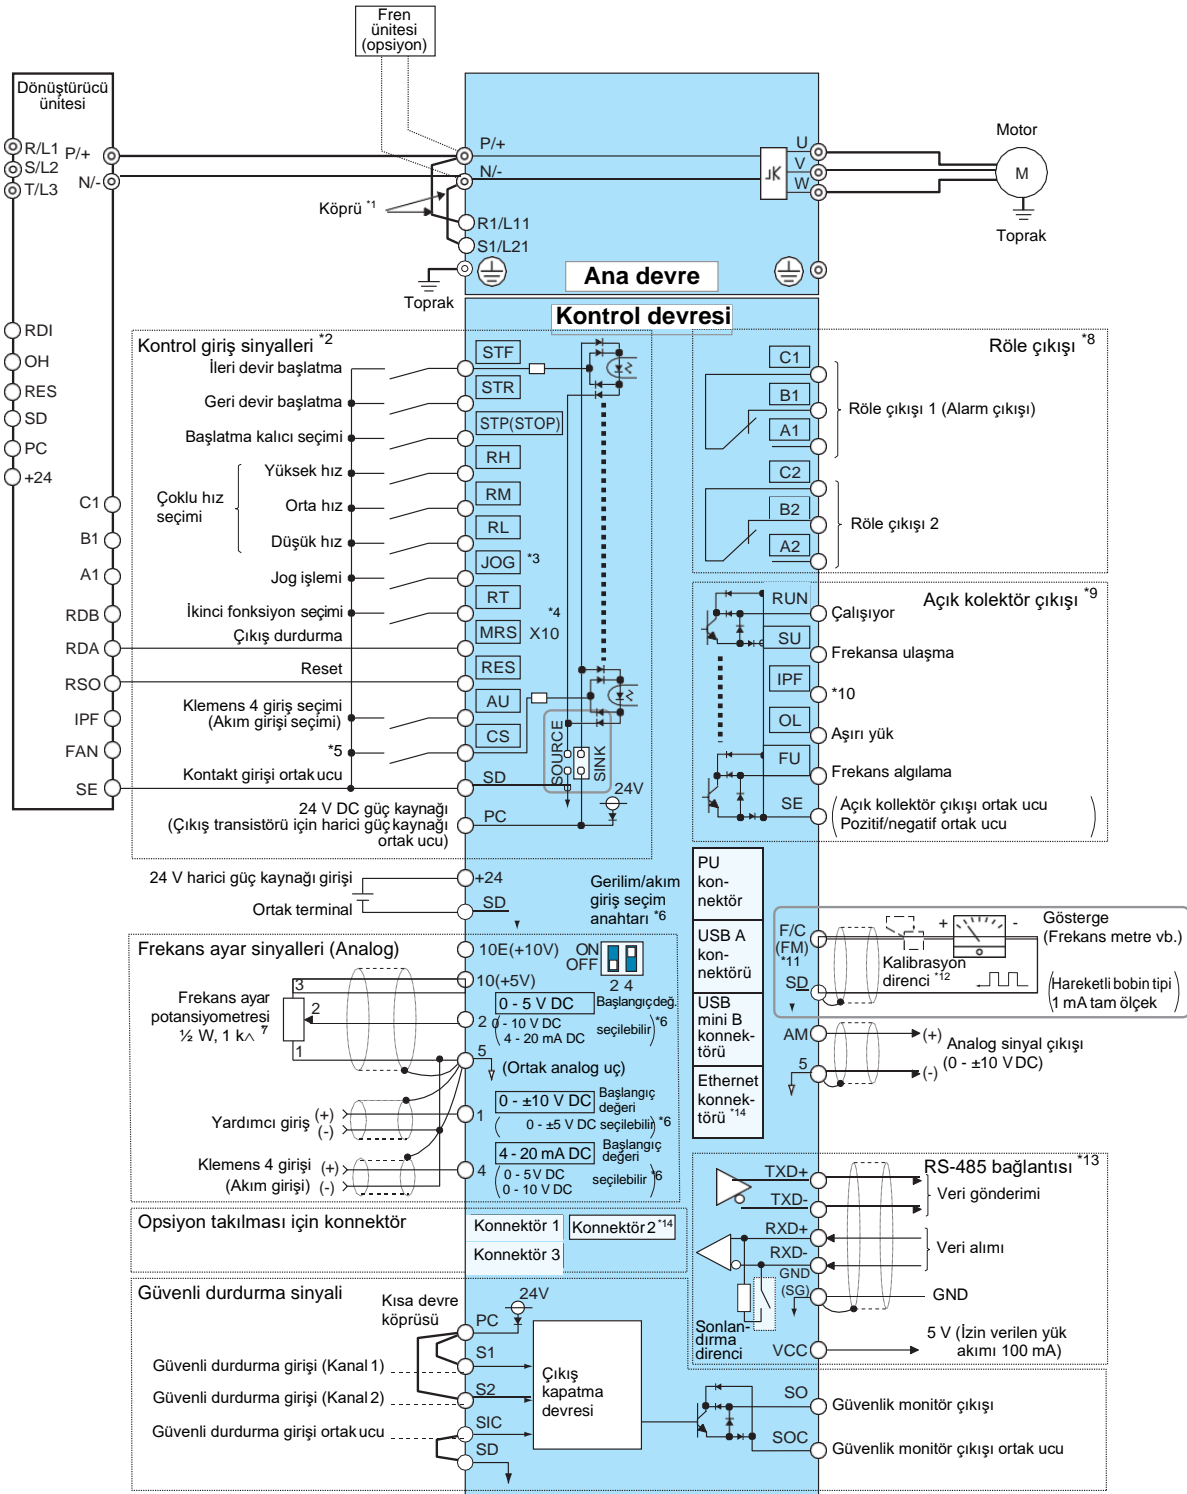 Fren
ünitesi
(opsiyon)
Dönüştürücü
ünitesi
R/L1
S/L2
T/L3
P/+
N/-
Köprü *1
P/+
N/-
R1/L11
S1/L21
Toprak
Ana devre
U
V
W
Motor
M
Toprak
Kontrol devresi
RDI
OH
RES
SD
PC
+24
C1
B1
A1
RDB
RDA
RSO
IPF
FAN
SE
Kontrol giriş sinyalleri *2
İleri devir başlatma
STF
Geri devir başlatma
STR
Başlatma kalıcı seçimi
STP(STOP)
Çoklu hız
seçimi
Yüksek hız
RH
Orta hız
RM
Düşük hız
RL
Jog işlemi
JOG *3
İkinci fonksiyon seçimi
RT
*4
Çıkış durdurma
MRS X10
Reset
RES
Klemens 4 giriş seçimi
(Akım girişi seçimi)
AU
*5
CS
Kontakt girişi ortak ucu
SD
SOURCE
SINK
24V
24 V DC güç kaynağı
(Çıkış transistörü için harici güç kaynağı
ortak ucu)
PC
Röle çıkışı *8
C1
B1
A1
Röle çıkışı 1 (Alarm çıkışı)
C2
B2
A2
Röle çıkışı 2
Açık kolektör çıkışı *9
RUN
Çalışıyor
SU
Frekansa ulaşma
IPF
*10
OL
Aşırı yük
FU
Frekans algılama
SE
(Açık kollektör çıkışı ortak ucu
Pozitif/negatif ortak ucu)
24 V harici güç kaynağı girişi
+24
Ortak terminal
SD
Gerilim/akım
giriş seçim
anahtarı *6
ON
OFF
2 4
PU
kon-
nektör
USB A
kon-
nektörü
USB
mini B
konnek-
törü
Ethernet
konnek-
törü *14
F/C
(FM)
*11
SD
+
-
Gösterge
(Frekans metre vb.)
Kalibrasyon
direnci *12
(Hareketli bobin tipi
1 mA tam ölçek)
AM
5
(+)
(-)
Analog sinyal çıkışı
(0 - ±10 V DC)
Frekans ayar sinyalleri (Analog)
10E(+10V)
10(+5V)
Frekans ayar
potansiyometresi
½ W, 1 k∧ *7
3
2
1
2
0 - 5 V DC Başlangıç değ.
(0 - 10 V DC
4 - 20 mA DC seçilebilir) *6
5
(Ortak analog uç)
Yardımcı giriş (+)
(-)
1
0 - ±10 V DC Başlangıç
değeri
(0 - ±5 V DC seçilebilir) *6
Klemens 4 girişi
(Akım girişi)
(+)
(-)
4
4 - 20 mA DC Başlangıç
değeri
(0 - 5 V DC
0 - 10 V DC seçilebilir) *6
Opsiyon takılması için konnektör
Konnektör 1
Konnektör 2 *14
Konnektör 3
RS-485 bağlantısı *13
TXD+
TXD-
Veri gönderimi
RXD+
RXD-
Veri alımı
GND
(SG)
GND
Sonlan-
dırma
direnci
VCC
5 V (İzin verilen yük
akımı 100 mA)
Güvenli durdurma sinyali
Kısa devre
köprüsü
24V
PC
Güvenli durdurma girişi (Kanal 1)
S1
Güvenli durdurma girişi (Kanal 2)
S2
Güvenli durdurma girişi ortak ucu
SIC
SD
Çıkış
kapatma
devresi
SO
Güvenlik monitör çıkışı
SOC
Güvenlik monitör çıkışı ortak ucu